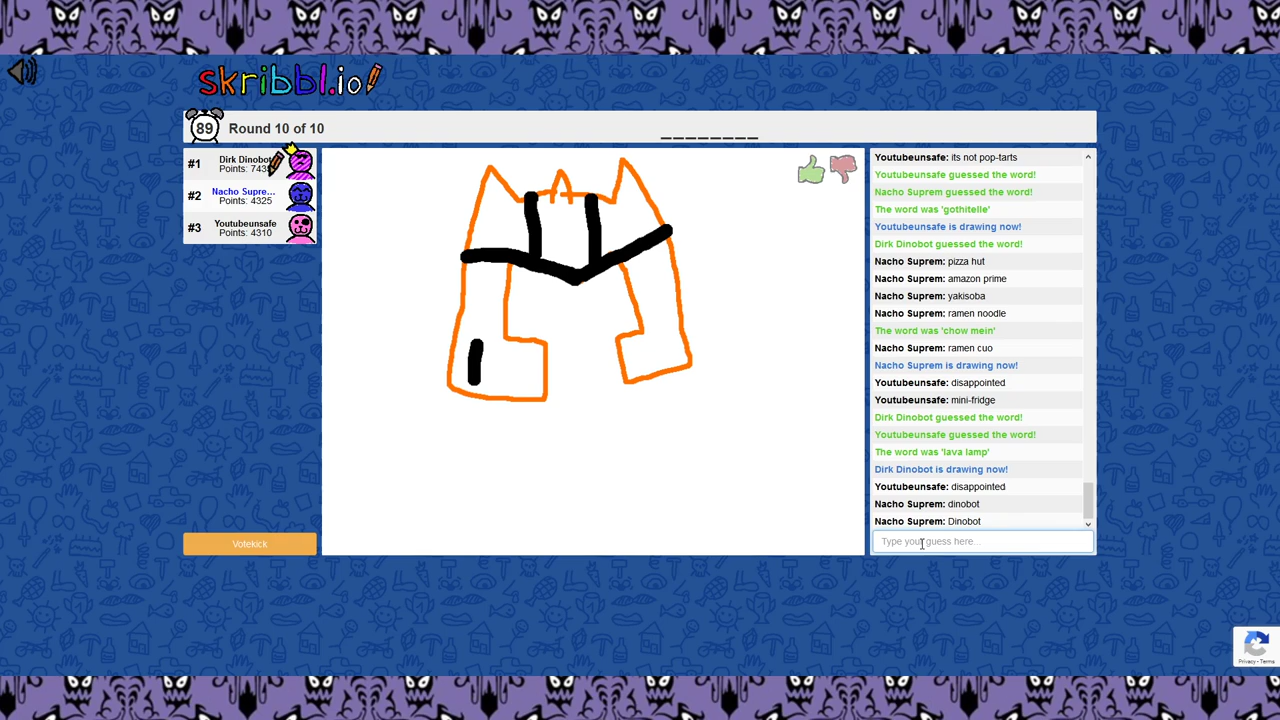 skribbl.io
89
Round 10 of 10
________
#1
Dirk Dinobot
Points: 743
#2
Nacho Supre...
Points: 4325
#3
Youtubeunsafe
Points: 4310
Votekick
Youtubeunsafe: its not pop-tarts
Youtubeunsafe guessed the word!
Nacho Suprem guessed the word!
The word was 'gothitelle'
Youtubeunsafe is drawing now!
Dirk Dinobot guessed the word!
Nacho Suprem: pizza hut
Nacho Suprem: amazon prime
Nacho Suprem: yakisoba
Nacho Suprem: ramen noodle
The word was 'chow mein'
Nacho Suprem: ramen cuo
Nacho Suprem is drawing now!
Youtubeunsafe: disappointed
Youtubeunsafe: mini-fridge
Dirk Dinobot guessed the word!
Youtubeunsafe guessed the word!
The word was 'lava lamp'
Dirk Dinobot is drawing now!
Youtubeunsafe: disappointed
Nacho Suprem: dinobot
Nacho Suprem: Dinobot
Type your guess here...
Privacy - Terms